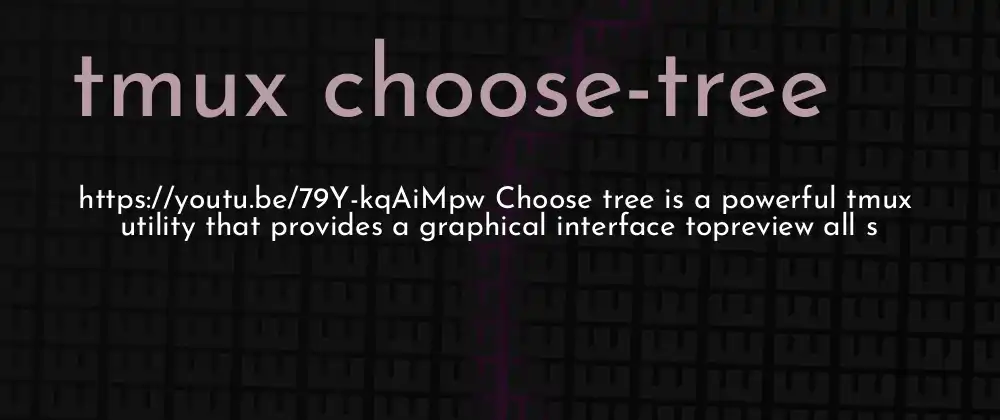 tmux choose-tree
https://youtu.be/79Y-kqAiMpw Choose tree is a powerful tmux
utility that provides a graphical interface topreview all s